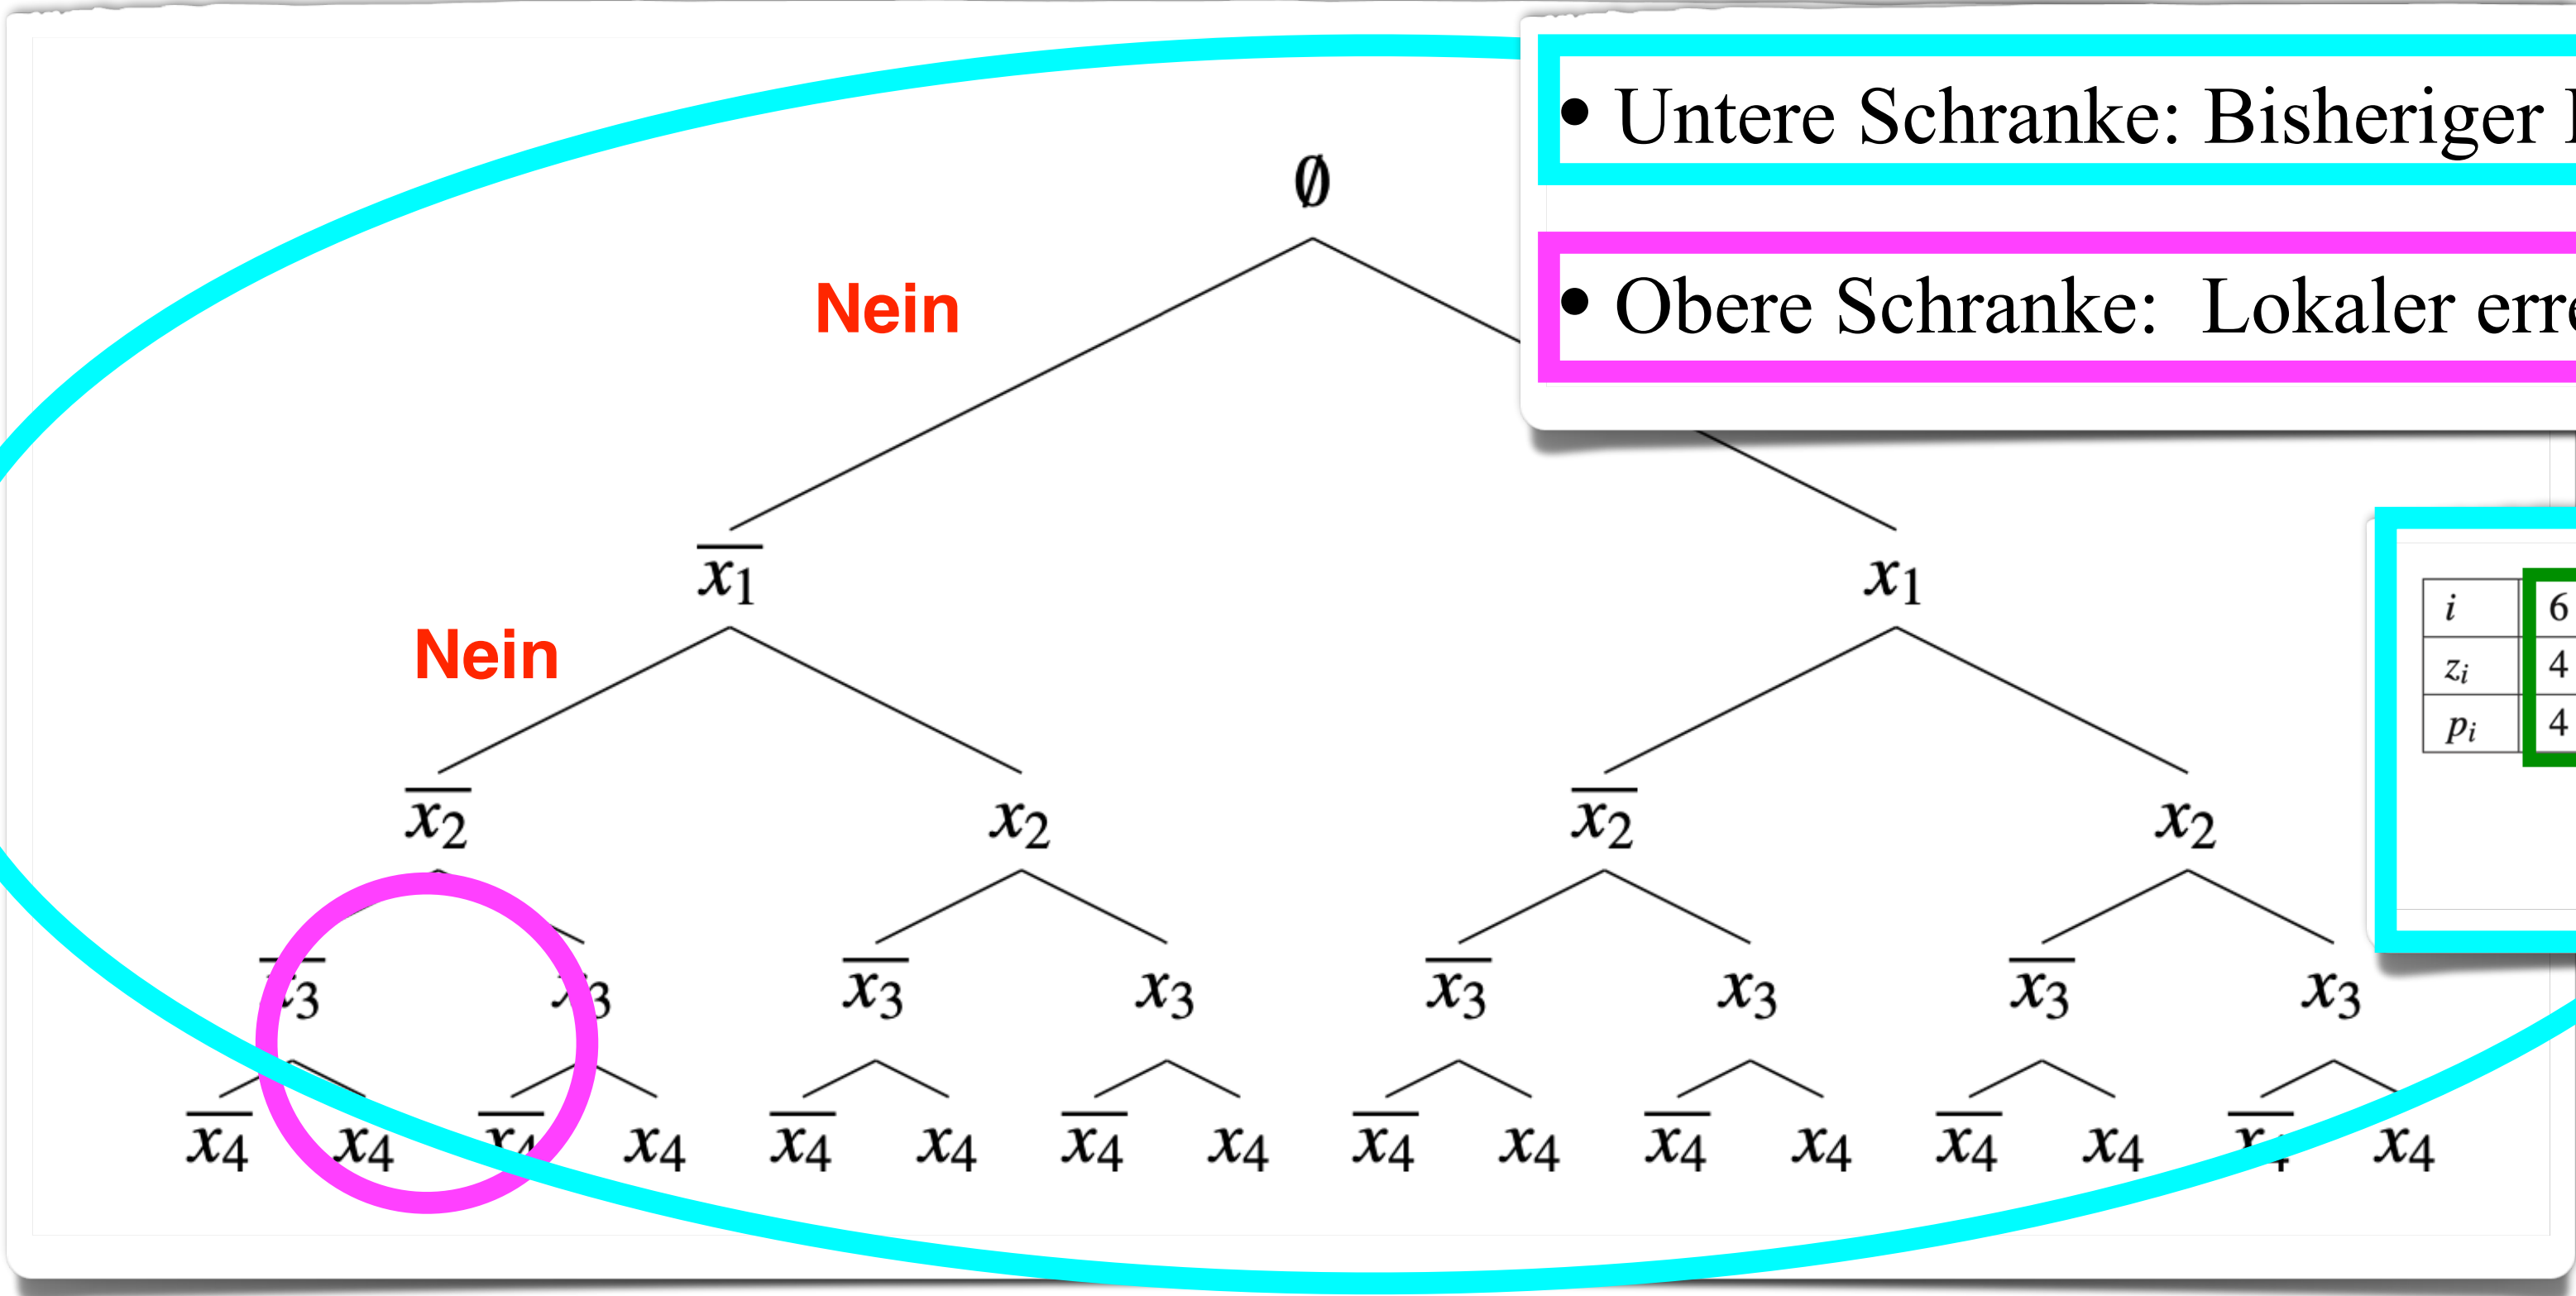 • Untere Schranke: Bisheriger
• Obere Schranke: Lokaler
∅
Nein
x̅₁ x₁
Nein
i 6
zᵢ 4
pᵢ 4
x̅₂ x₂ x̅₂ x₂
x̅₃ x₃ x̅₃ x₃ x̅₃ x₃ x̅₃ x₃
x̅₄ x₄ x̅₄ x₄ x̅₄ x₄ x̅₄ x₄ x̅₄ x₄ x̅₄ x₄ x̅₄ x₄ x̅₄ x₄